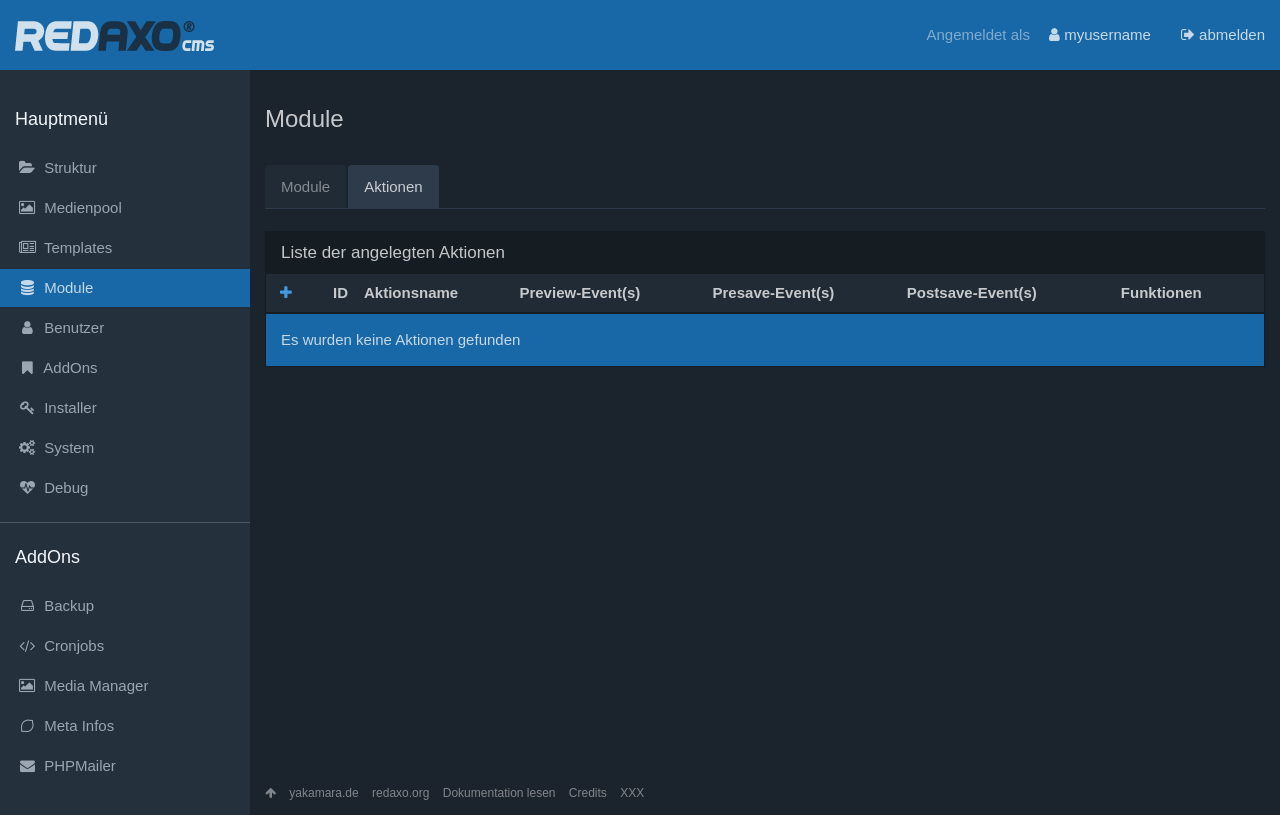 REDAXO® cms
Angemeldet als myusername abmelden
Hauptmenü
Struktur
Medienpool
Templates
Module
Benutzer
AddOns
Installer
System
Debug
AddOns
Backup
Cronjobs
Media Manager
Meta Infos
PHPMailer
Module
Module Aktionen
Liste der angelegten Aktionen
ID Aktionsname Preview-Event(s) Presave-Event(s) Postsave-Event(s) Funktionen
Es wurden keine Aktionen gefunden
yakamara.de redaxo.org Dokumentation lesen Credits XXX